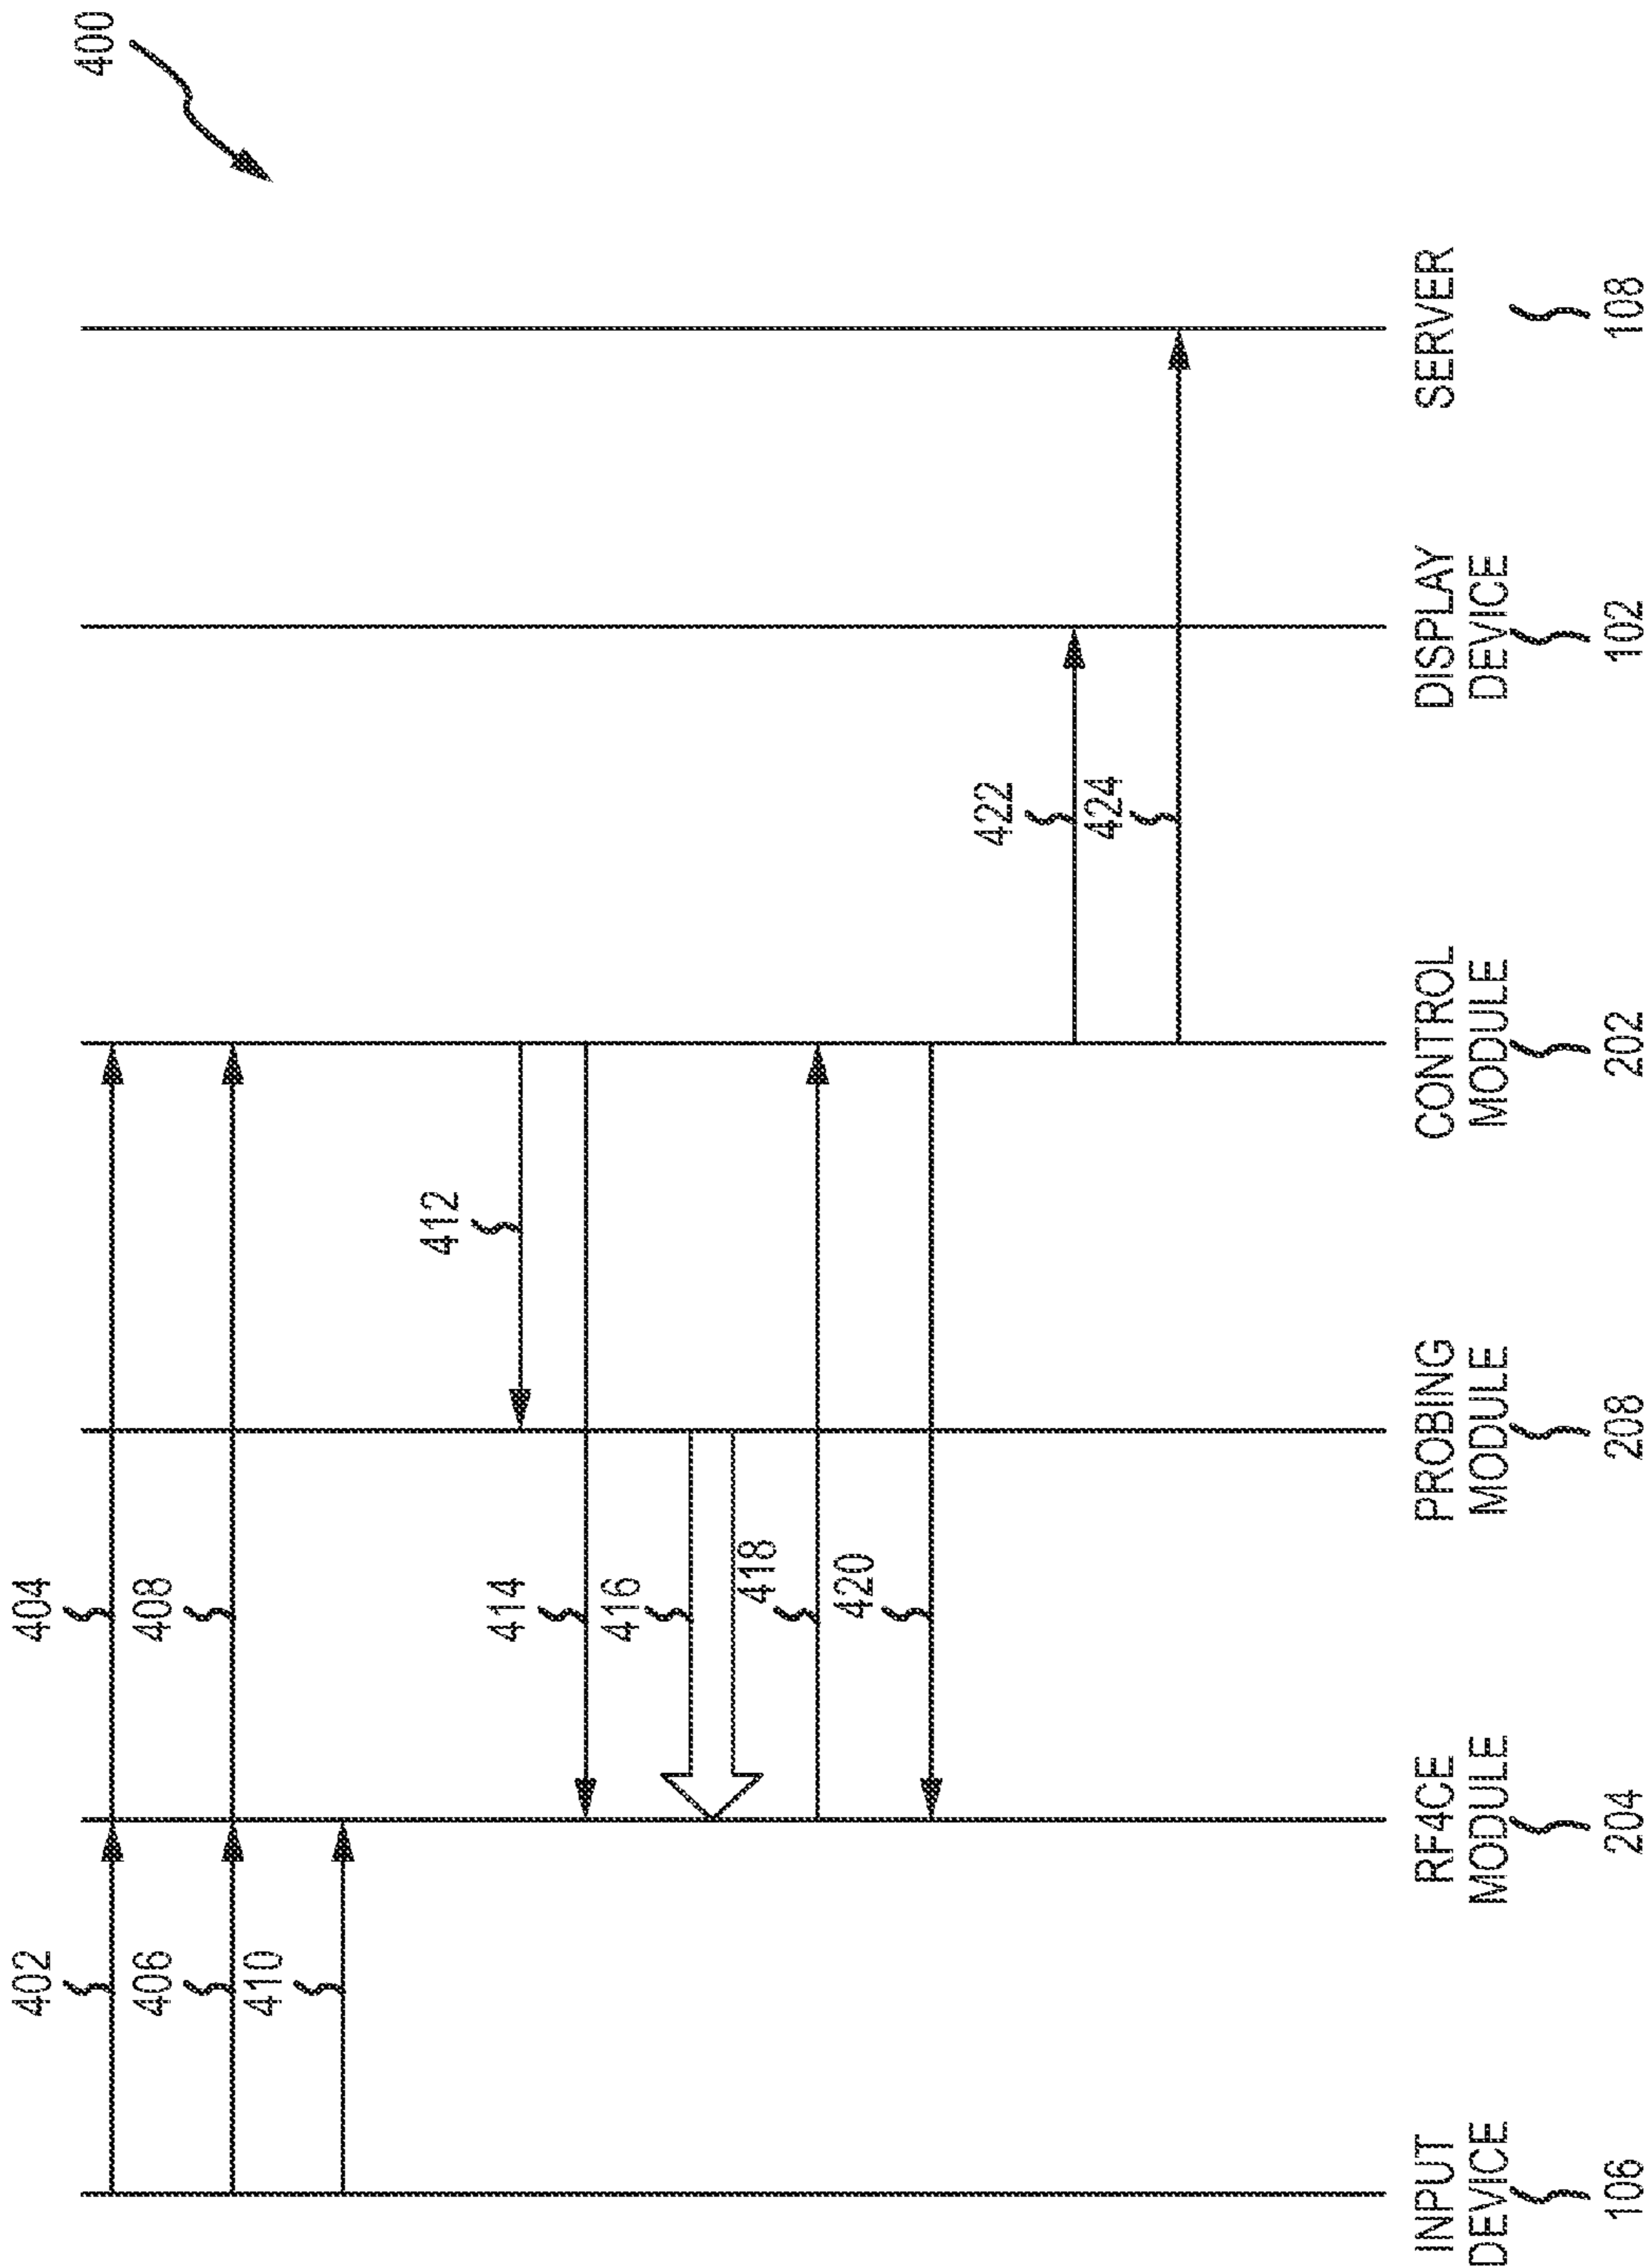 400
402
404
406
408
410
412
414
416
418
420
422
424
INPUT
DEVICE
106
RF4CE
MODULE
204
PROBING
MODULE
208
CONTROL
MODULE
202
DISPLAY
DEVICE
102
SERVER
108